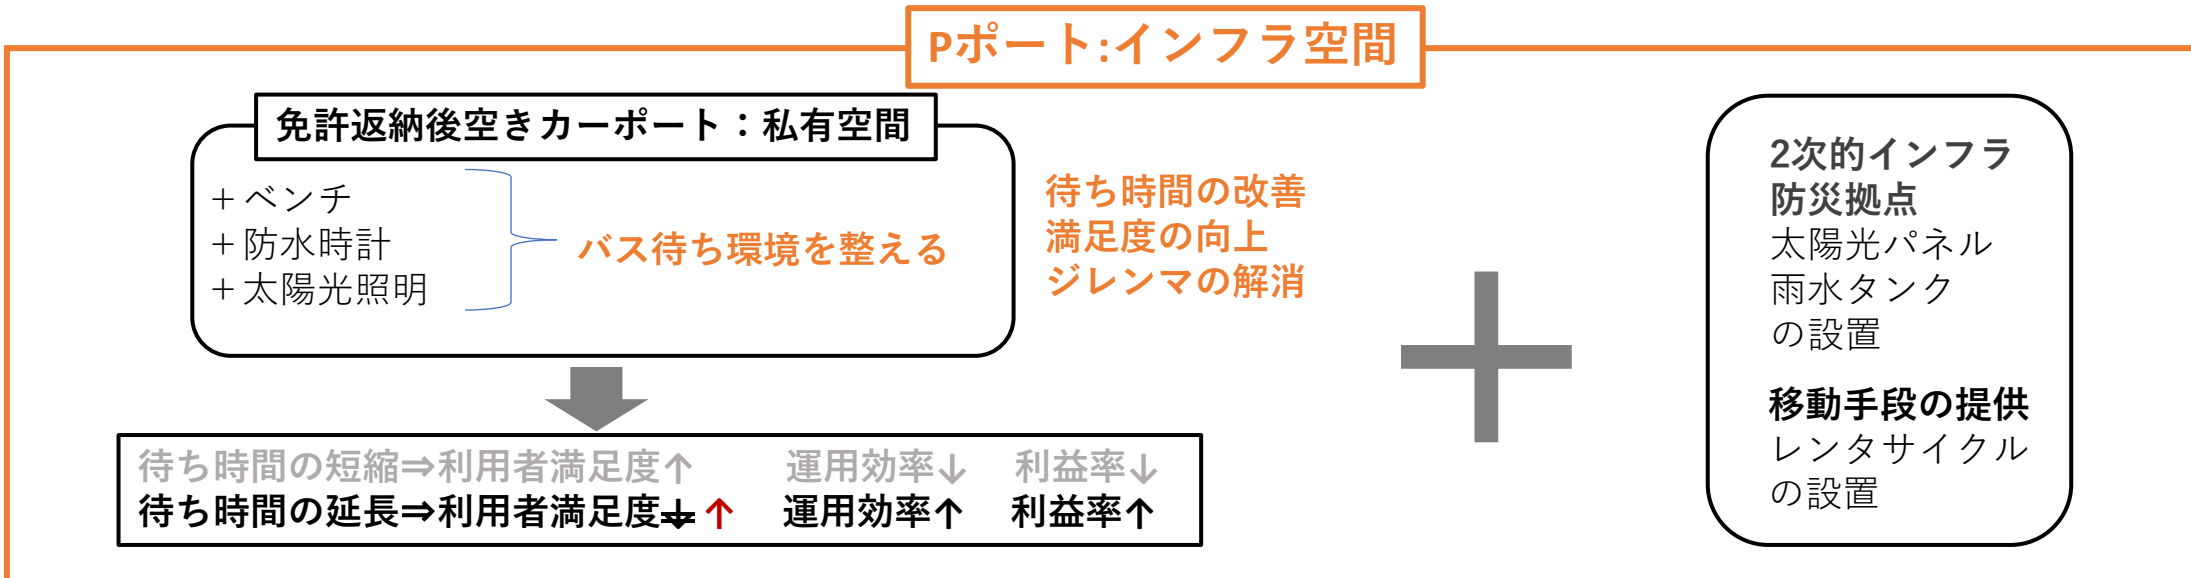 Pポート:インフラ空間
免許返納後空きカーポート：私有空間
＋ベンチ
＋防水時計
＋太陽光照明
バス待ち環境を整える
待ち時間の改善
満足度の向上
ジレンマの解消
待ち時間の短縮⇒利用者満足度↑ 運用効率↓ 利益率↓
待ち時間の延長⇒利用者満足度↓ ↑ 運用効率↑ 利益率↑
2次的インフラ
防災拠点
太陽光パネル
雨水タンク
の設置
移動手段の提供
レンタサイクル
の設置